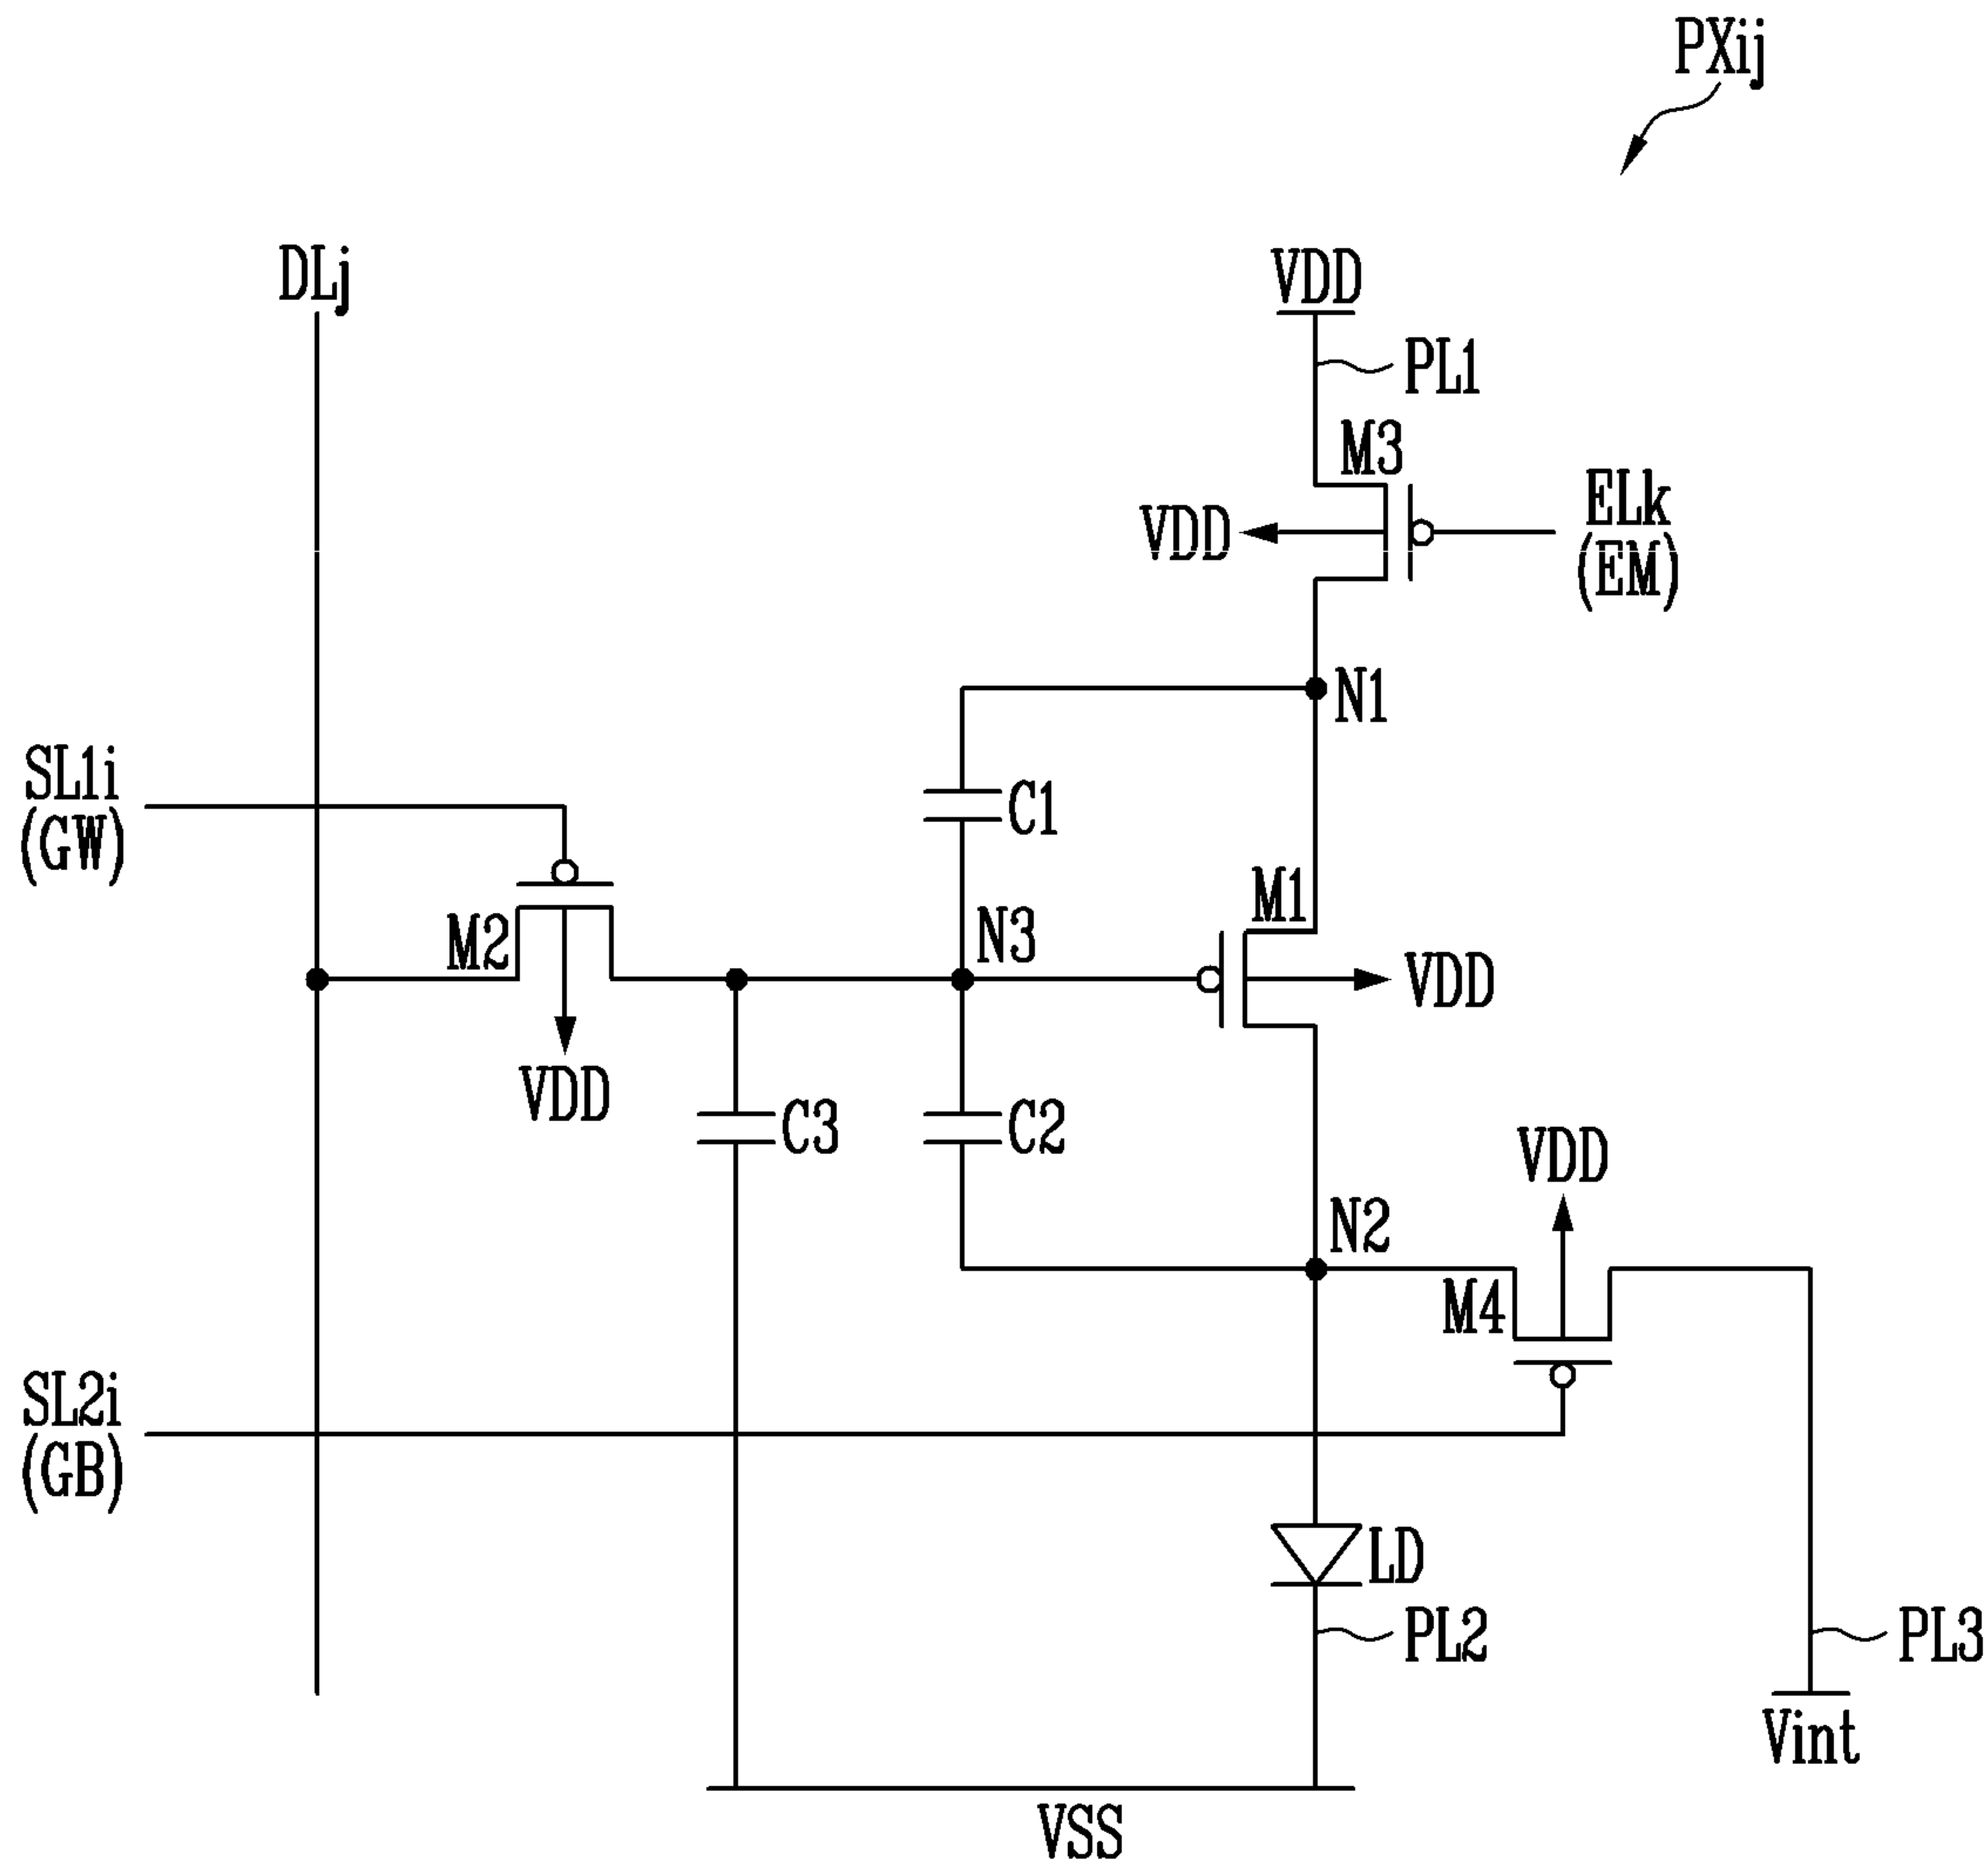 PXij
DLj
VDD
PL1
M3
VDD
ELk
(EM)
N1
SL1i
(GW)
C1
M1
M2
N3
VDD
VDD
C3
C2
VDD
N2
M4
SL2i
(GB)
LD
PL2
PL3
Vint
VSS